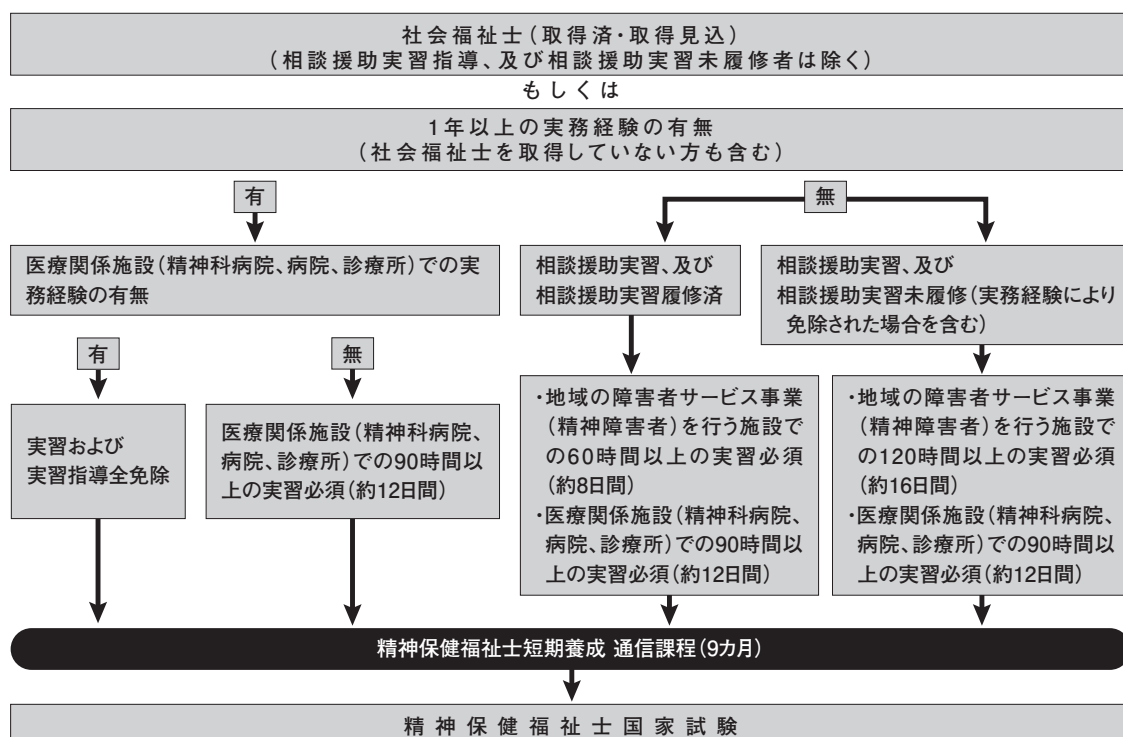 社会福祉士(取得済・取得見込)
(相談援助実習指導、及び相談援助実習未履修者は除く)
もしくは
1年以上の実務経験の有無
(社会福祉士を取得していない方も含む)
有
無
医療関係施設(精神科病院、病院、診療所)での実
務経験の有無
相談援助実習、及び
相談援助実習履修済
相談援助実習、及び
相談援助実習未履修(実務経験により
免除された場合を含む)
有
無
実習および
実習指導全免除
医療関係施設(精神科病院、
病院、診療所)での90時間以
上の実習必須(約12日間)
・地域の障害者サービス事業
(精神障害者)を行う施設で
の60時間以上の実習必須
(約8日間)
・医療関係施設(精神科病院、
病院、診療所)での90時間以
上の実習必須(約12日間)
・地域の障害者サービス事業
(精神障害者)を行う施設で
の120時間以上の実習必須
(約16日間)
・医療関係施設(精神科病院、
病院、診療所)での90時間以
上の実習必須(約12日間)
精神保健福祉士短期養成 通信課程(9カ月)
精神保健福祉士国家試験